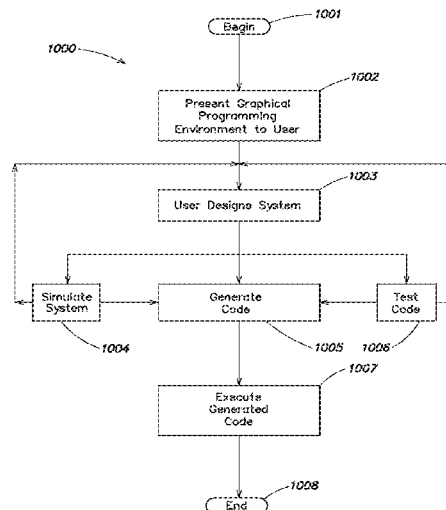 1001
Begin
1000
1002
Present Graphical
Programming
Environment to User
1003
User Designs System
Simulate
System
Generate
Code
Test
Code
1004
1005
1006
1007
Execute
Generated
Code
1008
End